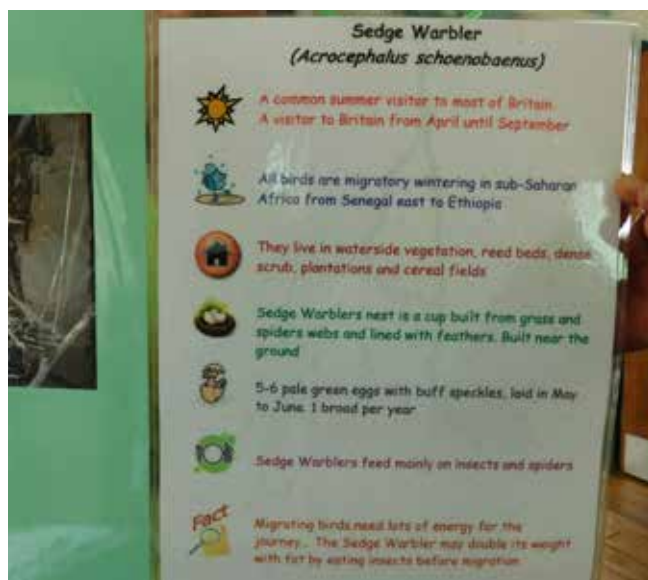 Sedge Warbler
(Acrocephalus schoenobaenus)
A common summer visitor to most of Britain.
A visitor to Britain from April until September
All birds are migratory wintering in sub-Saharan
Africa from Senegal east to Ethiopia
They live in waterside vegetation, reed beds, dense
scrub, plantations and cereal fields
Sedge Warblers nest is a cup built from grass and
spiders webs and lined with feathers. Built near the
ground
5-6 pale green eggs with buff speckles, laid in May
to June. 1 brood per year
Sedge Warblers feed mainly on insects and spiders
Fact
Migrating birds need lots of energy for the
journey... The Sedge Warbler may double its weight
with fat by eating insects before migration